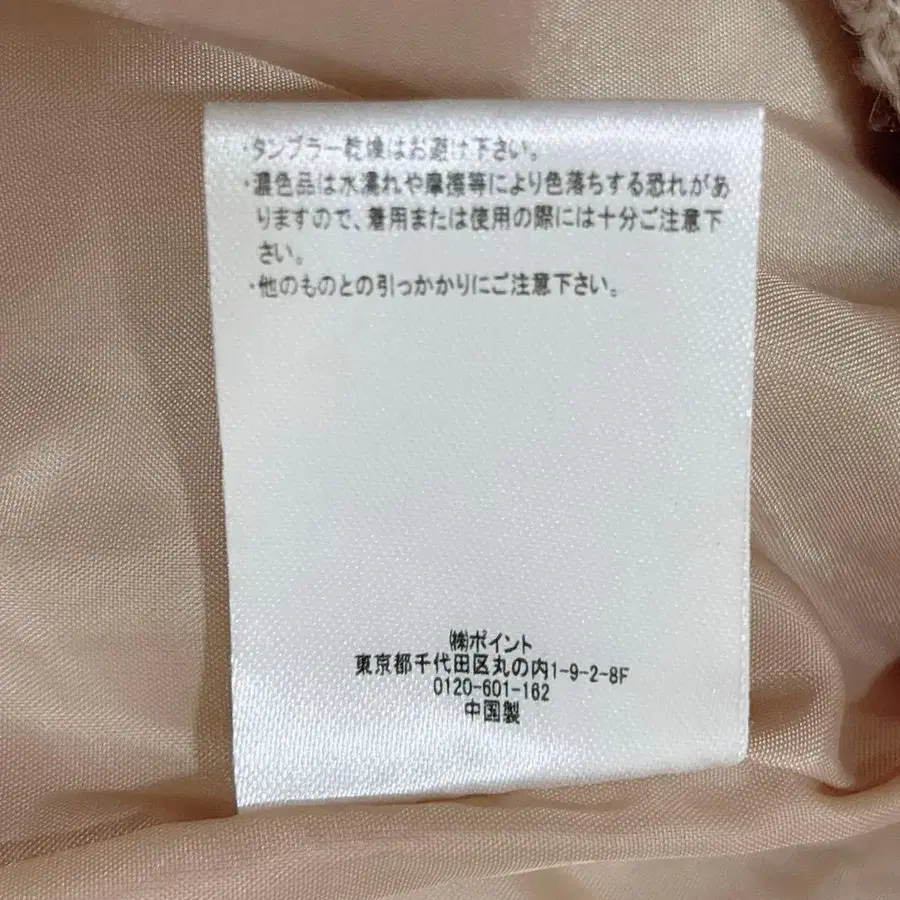 ・タンブラー乾燥はお避け下さい。
・濃色品は水濡れや摩擦等により色落ちする恐れがあ
りますので、着用または使用の際には十分ご注意下
さい。
・他のものとの引っかかりにご注意下さい。
㈱ポイント
東京都千代田区丸の内1-9-2-8F
0120-601-162
中国製